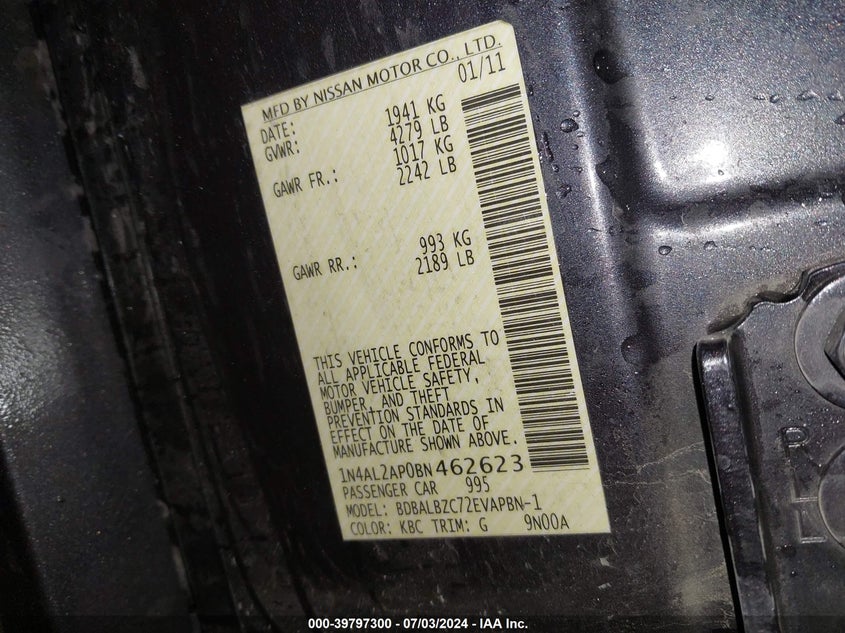 MFD BY NISSAN MOTOR CO., LTD.
DATE: 01/11
GVWR: 1941 KG
4279 LB
GAWR FR.: 1017 KG
2242 LB
GAWR RR.: 993 KG
2189 LB
THIS VEHICLE CONFORMS TO
ALL APPLICABLE FEDERAL
MOTOR VEHICLE SAFETY,
BUMPER, AND THEFT
PREVENTION STANDARDS IN
EFFECT ON THE DATE OF
MANUFACTURE SHOWN ABOVE.
1N4AL2AP0BN462623
PASSENGER CAR 995
MODEL: BDBALBZC72EVAPBN-1
COLOR: KBC TRIM: G 9N00A
RLL
000-39797300 - 07/03/2024 - IAA Inc.